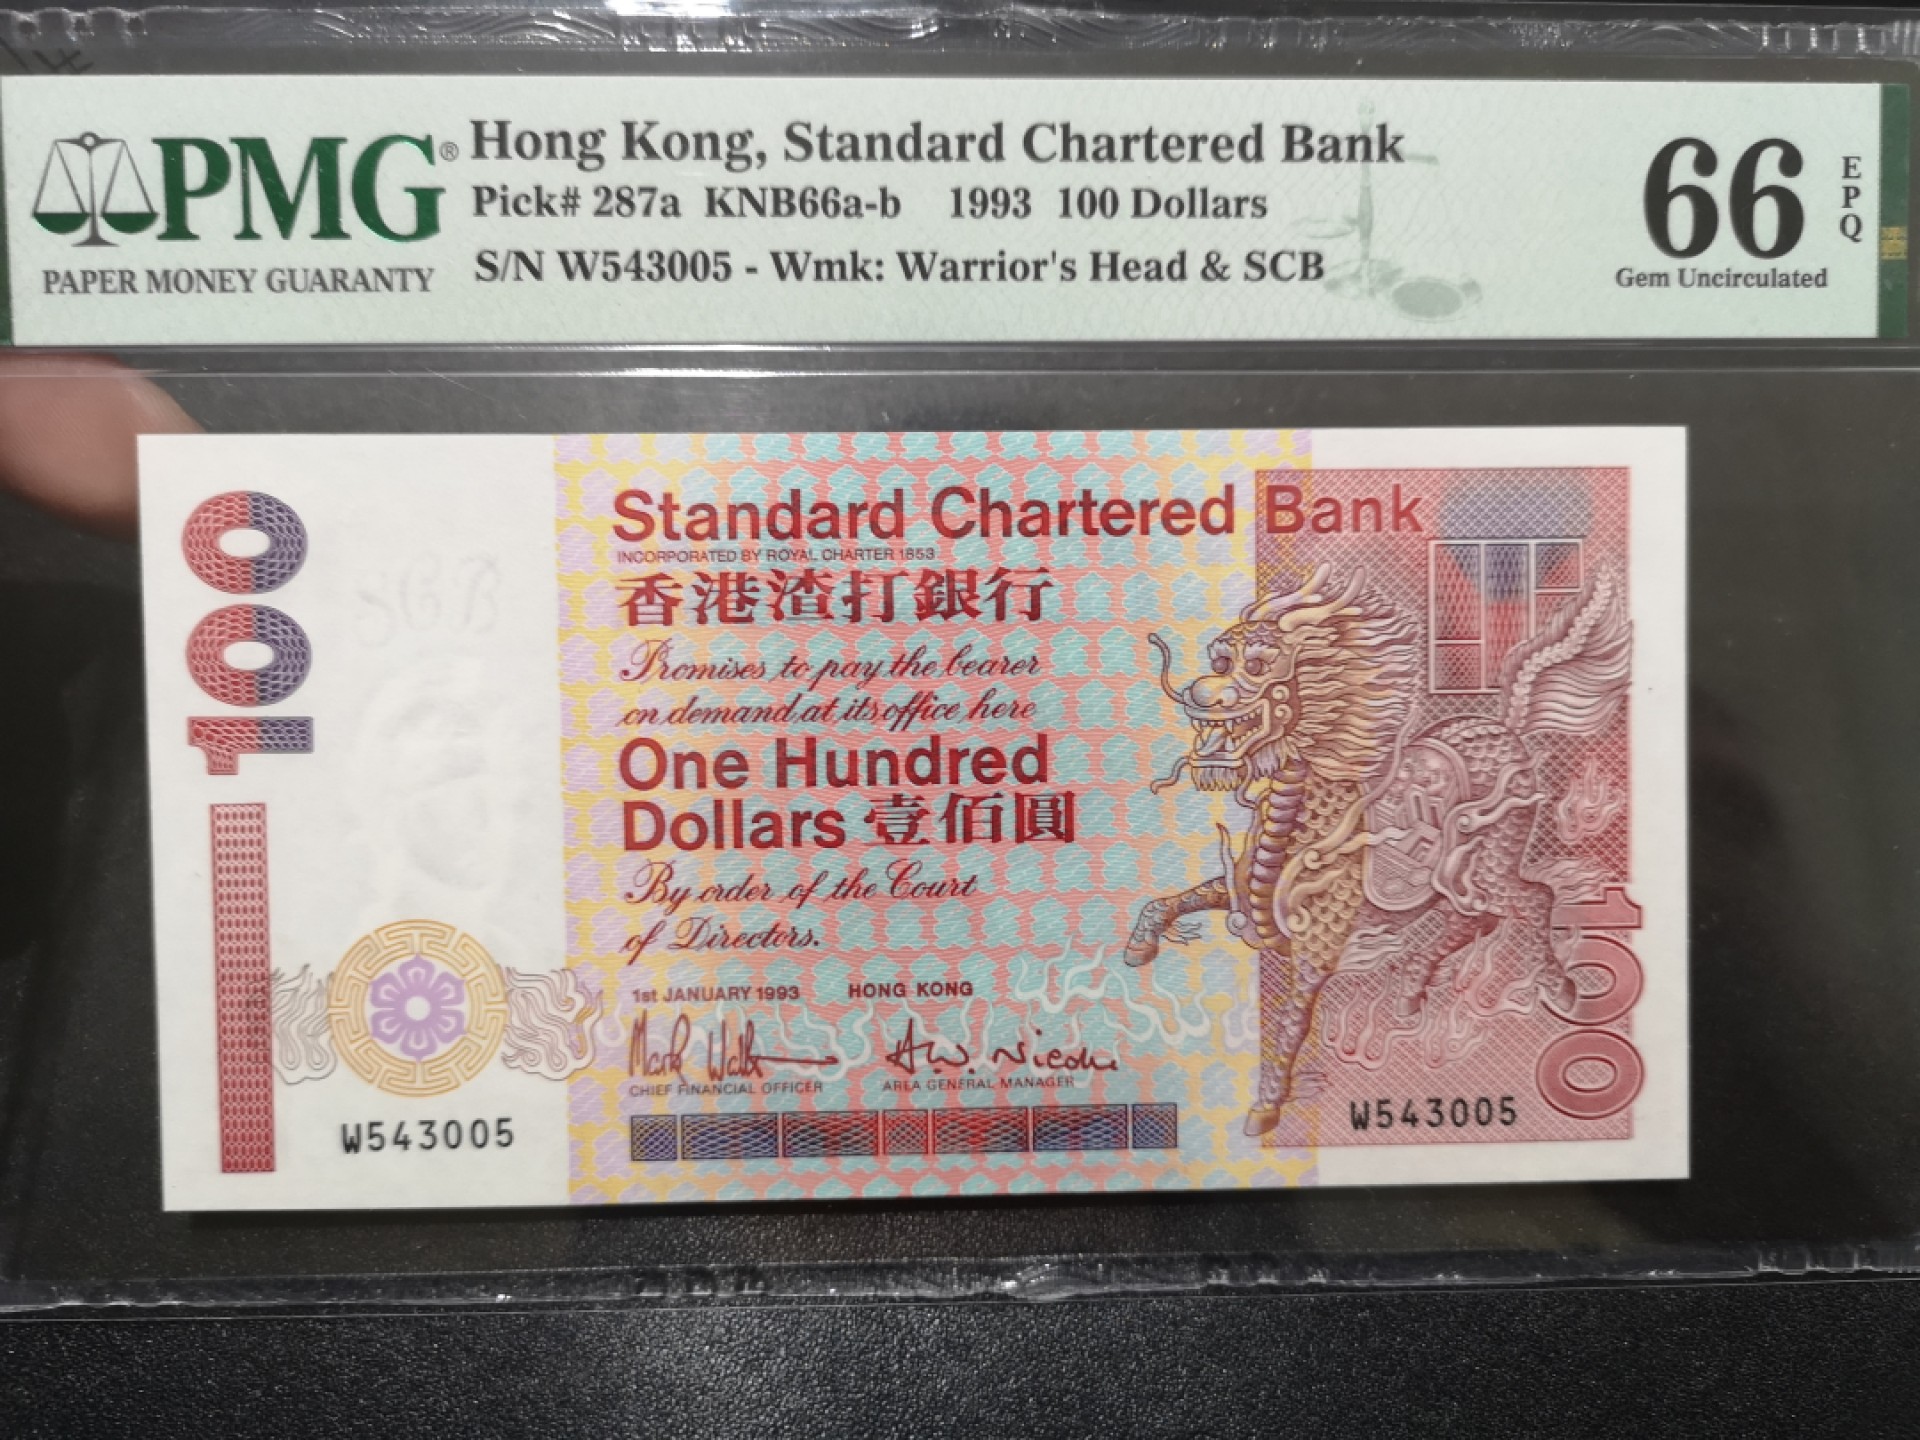 PMG®
PAPER MONEY GUARANTY
Hong Kong, Standard Chartered Bank
Pick# 287a KNB66a-b 1993 100 Dollars
S/N W543005 - Wmk: Warrior's Head & SCB
66
EPQ
Gem Uncirculated
100
SCB
Standard Chartered Bank
INCORPORATED BY ROYAL CHARTER 1853
香港渣打銀行
Promises to pay the bearer
on demand at its office here
One Hundred
Dollars 壹佰圓
By order of the Court
of Directors.
1st JANUARY 1993 HONG KONG
CHIEF FINANCIAL OFFICER
AREA GENERAL MANAGER
W543005
W543005
100